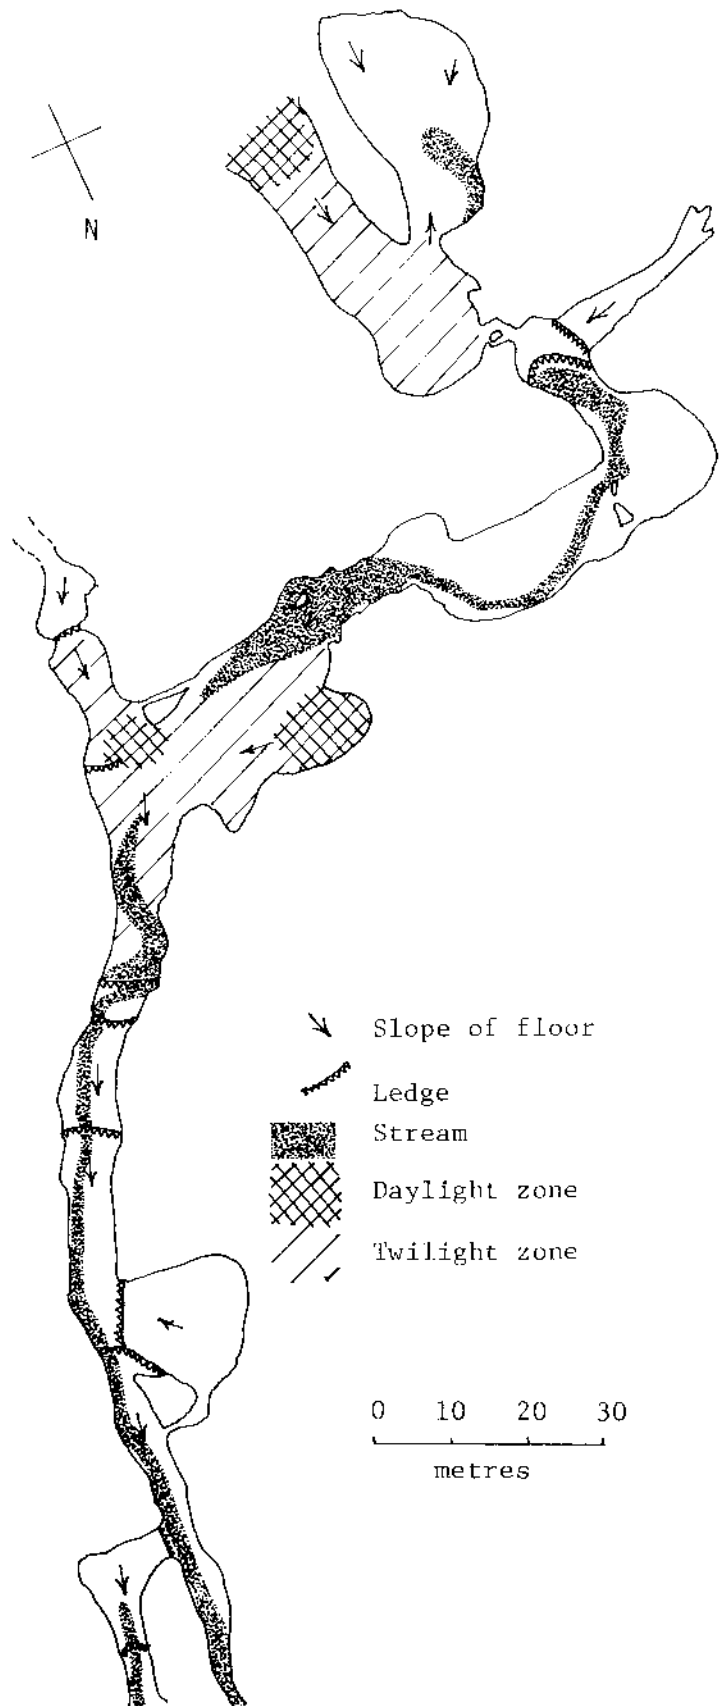 N
Slope of floor
Ledge
Stream
Daylight zone
Twilight zone
0 10 20 30
metres